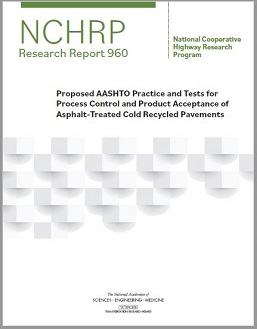 NCHRP
Research Report 960
National Cooperative
Highway Research
Program
Proposed AASHTO Practice and Tests for
Process Control and Product Acceptance of
Asphalt-Treated Cold Recycled Pavements
The National Academies of
SCIENCES • ENGINEERING • MEDICINE
TRANSPORTATION RESEARCH BOARD